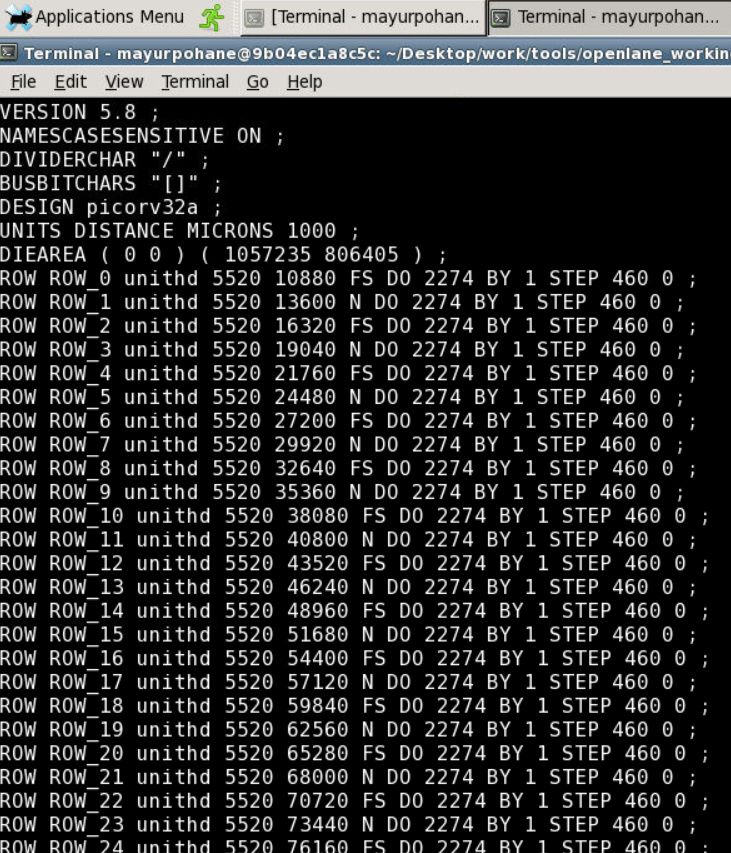 Applications Menu [Terminal - mayurpohan... Terminal - mayurpohan...
Terminal - mayurpohane@9b04ec1a8c5c: ~/Desktop/work/tools/openlane_workin
File Edit View Terminal Go Help
VERSION 5.8 ;
NAMESCASESENSITIVE ON ;
DIVIDERCHAR "/" ;
BUSBITCHARS "[]" ;
DESIGN picorv32a ;
UNITS DISTANCE MICRONS 1000 ;
DIEAREA ( 0 0 ) ( 1057235 806405 ) ;
ROW ROW_0 unithd 5520 10880 FS DO 2274 BY 1 STEP 460 0 ;
ROW ROW_1 unithd 5520 13600 N DO 2274 BY 1 STEP 460 0 ;
ROW ROW_2 unithd 5520 16320 FS DO 2274 BY 1 STEP 460 0 ;
ROW ROW_3 unithd 5520 19040 N DO 2274 BY 1 STEP 460 0 ;
ROW ROW_4 unithd 5520 21760 FS DO 2274 BY 1 STEP 460 0 ;
ROW ROW_5 unithd 5520 24480 N DO 2274 BY 1 STEP 460 0 ;
ROW ROW_6 unithd 5520 27200 FS DO 2274 BY 1 STEP 460 0 ;
ROW ROW_7 unithd 5520 29920 N DO 2274 BY 1 STEP 460 0 ;
ROW ROW_8 unithd 5520 32640 FS DO 2274 BY 1 STEP 460 0 ;
ROW ROW_9 unithd 5520 35360 N DO 2274 BY 1 STEP 460 0 ;
ROW ROW_10 unithd 5520 38080 FS DO 2274 BY 1 STEP 460 0 ;
ROW ROW_11 unithd 5520 40800 N DO 2274 BY 1 STEP 460 0 ;
ROW ROW_12 unithd 5520 43520 FS DO 2274 BY 1 STEP 460 0 ;
ROW ROW_13 unithd 5520 46240 N DO 2274 BY 1 STEP 460 0 ;
ROW ROW_14 unithd 5520 48960 FS DO 2274 BY 1 STEP 460 0 ;
ROW ROW_15 unithd 5520 51680 N DO 2274 BY 1 STEP 460 0 ;
ROW ROW_16 unithd 5520 54400 FS DO 2274 BY 1 STEP 460 0 ;
ROW ROW_17 unithd 5520 57120 N DO 2274 BY 1 STEP 460 0 ;
ROW ROW_18 unithd 5520 59840 FS DO 2274 BY 1 STEP 460 0 ;
ROW ROW_19 unithd 5520 62560 N DO 2274 BY 1 STEP 460 0 ;
ROW ROW_20 unithd 5520 65280 FS DO 2274 BY 1 STEP 460 0 ;
ROW ROW_21 unithd 5520 68000 N DO 2274 BY 1 STEP 460 0 ;
ROW ROW_22 unithd 5520 70720 FS DO 2274 BY 1 STEP 460 0 ;
ROW ROW_23 unithd 5520 73440 N DO 2274 BY 1 STEP 460 0 ;
ROW ROW_24 unithd 5520 76160 FS DO 2274 BY 1 STEP 460 0 ;